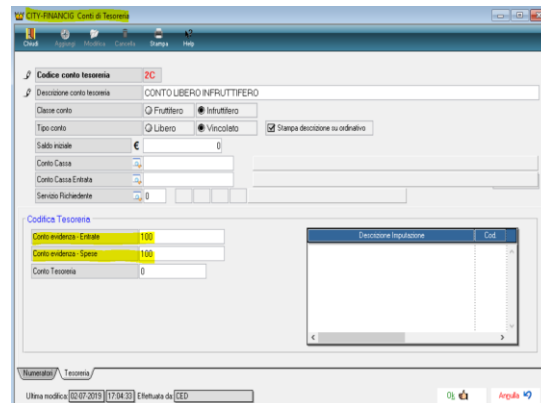 CITY-FINANCIG Conti di Tesoreria
Chiudi Aggiungi Modifica Cancella Stampa Help
Codice conto tesoreria 2C
Descrizione conto tesoreria CONTO LIBERO INFRUTTIFERO
Classe conto Fruttifero Infruttifero
Tipo conto Libero Vincolato Stampa descrizione su ordinativo
Saldo iniziale € 0
Conto Cassa
Conto Cassa Entrata
Servizio Richiedente 0
Codifica Tesoreria
Conto evidenza - Entrate 100
Conto evidenza - Spese 100
Conto Tesoreria 0
Descrizione Imputazione Cod
Numeratori Tesoreria
Ultima modifica: 02-07-2019 17:04:33 Effettuata da: CED
Ok Annulla